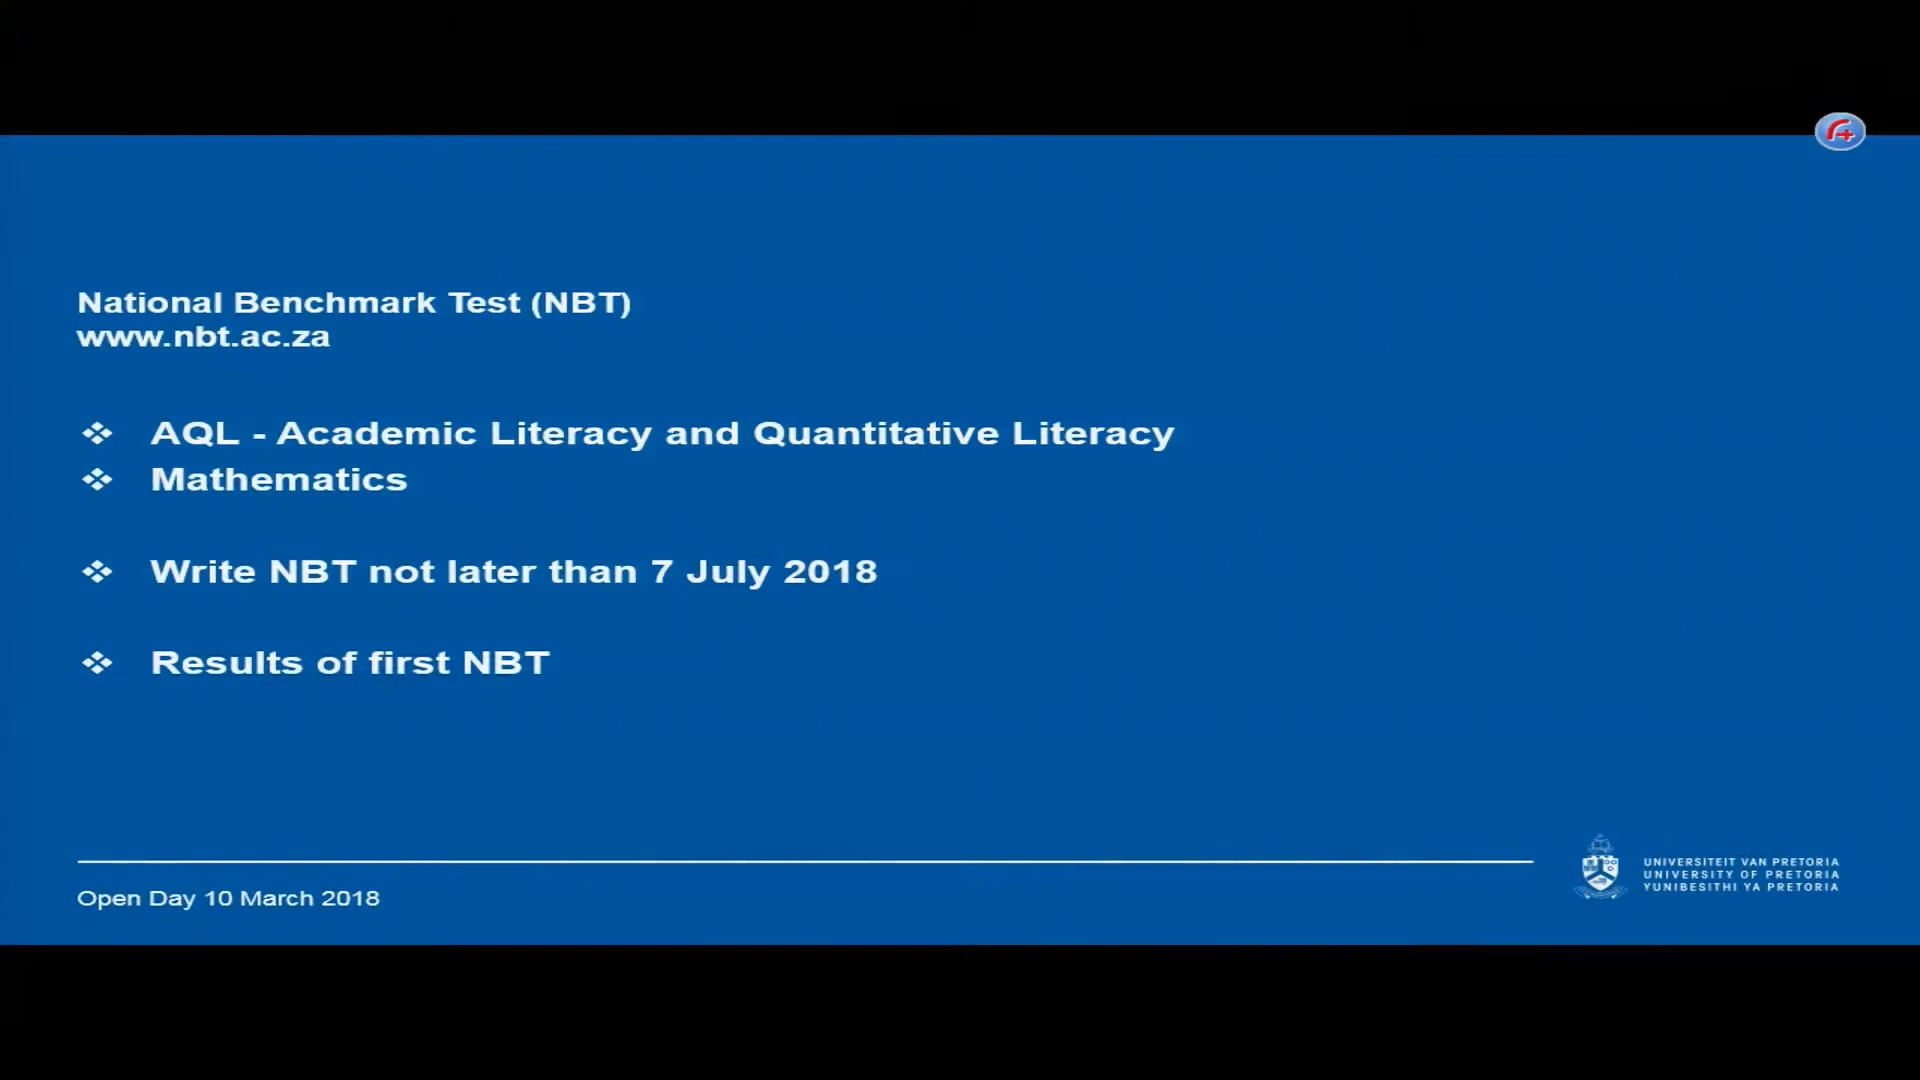 National Benchmark Test (NBT)
www.nbt.ac.za
❖ AQL - Academic Literacy and Quantitative Literacy
❖ Mathematics
❖ Write NBT not later than 7 July 2018
❖ Results of first NBT
Open Day 10 March 2018
UNIVERSITEIT VAN PRETORIA
UNIVERSITY OF PRETORIA
YUNIBESITHI YA PRETORIA